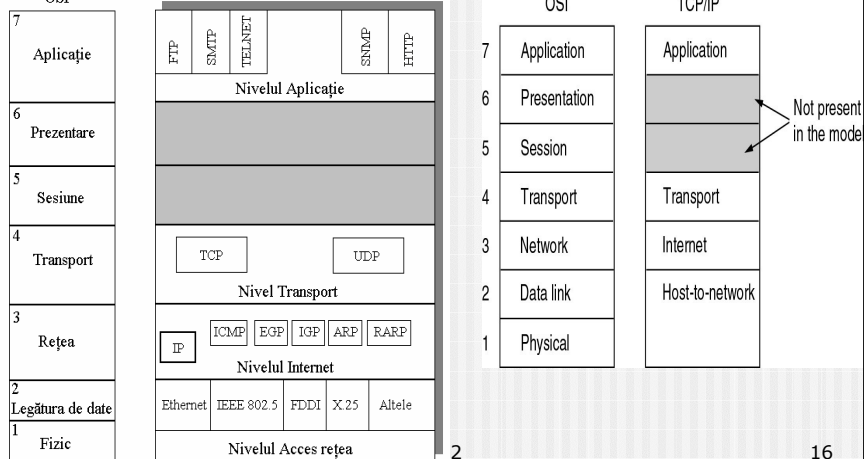 OSI
7
Aplicație
6
Prezentare
5
Sesiune
4
Transport
3
Rețea
2
Legătura de date
1
Fizic
FTP
SMTP
TELNET
SNMP
HTTP
Nivelul Aplicație
TCP
UDP
Nivel Transport
IP
ICMP
EGP
IGP
ARP
RARP
Nivelul Internet
Ethernet
IEEE 802.5
FDDI
X.25
Altele
Nivelul Acces rețea
OSI
TCP/IP
7 Application Application
6 Presentation
5 Session
Not present
in the mode
4 Transport Transport
3 Network Internet
2 Data link Host-to-network
1 Physical
2
16